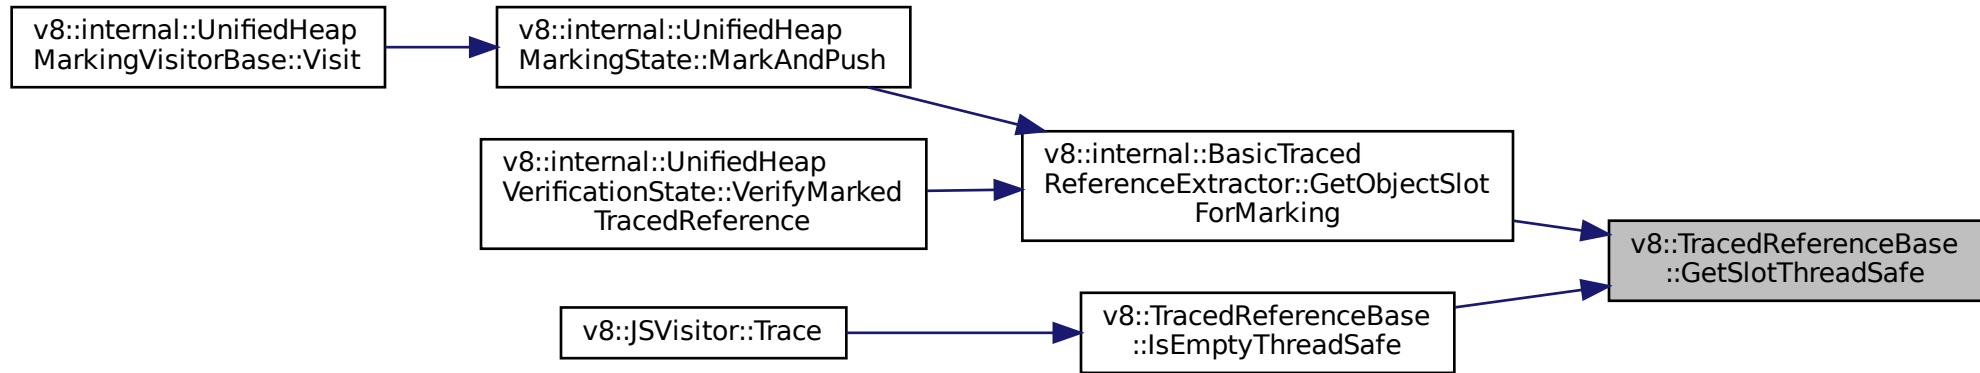 v8::internal::UnifiedHeap
MarkingVisitorBase::Visit
v8::internal::UnifiedHeap
MarkingState::MarkAndPush
v8::internal::UnifiedHeap
VerificationState::VerifyMarked
TracedReference
v8::internal::BasicTraced
ReferenceExtractor::GetObjectSlot
ForMarking
v8::TracedReferenceBase
::GetSlotThreadSafe
v8::JSVisitor::Trace
v8::TracedReferenceBase
::IsEmptyThreadSafe